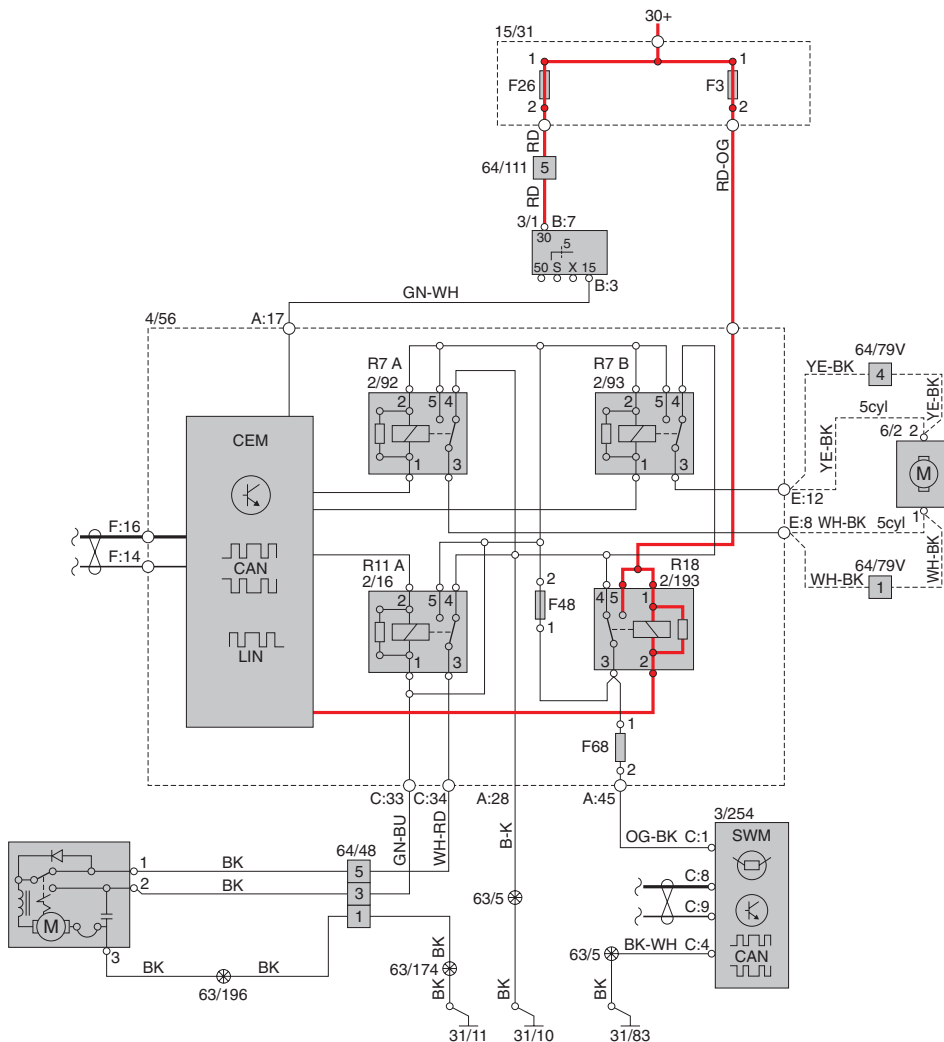 30+
15/31
1
1
F26
F3
2
2
RD
RD-OG
64/111
5
RD
3/1
B:7
30
5
50
S
X
15
B:3
GN-WH
4/56
A:17
R7 A
2/92
2
5
4
1
3
R7 B
2/93
2
5
4
1
3
64/79V
YE-BK
4
YE-BK
5cyl
6/2
2
YE-BK
M
E:12
1
E:8
WH-BK
5cyl
WH-BK
64/79V
WH-BK
1
CEM
F:16
F:14
CAN
LIN
R11 A
2/16
2
5
4
1
3
2
F48
1
R18
2/193
4
5
1
3
2
1
F68
2
C:33
C:34
A:28
A:45
GN-BU
WH-RD
B-K
OG-BK
C:1
3/254
SWM
C:8
C:9
CAN
63/5
BK-WH
C:4
BK
31/83
63/5
31/10
64/48
5
3
1
1
BK
2
BK
M
3
BK
63/196
BK
BK
63/174
BK
31/11